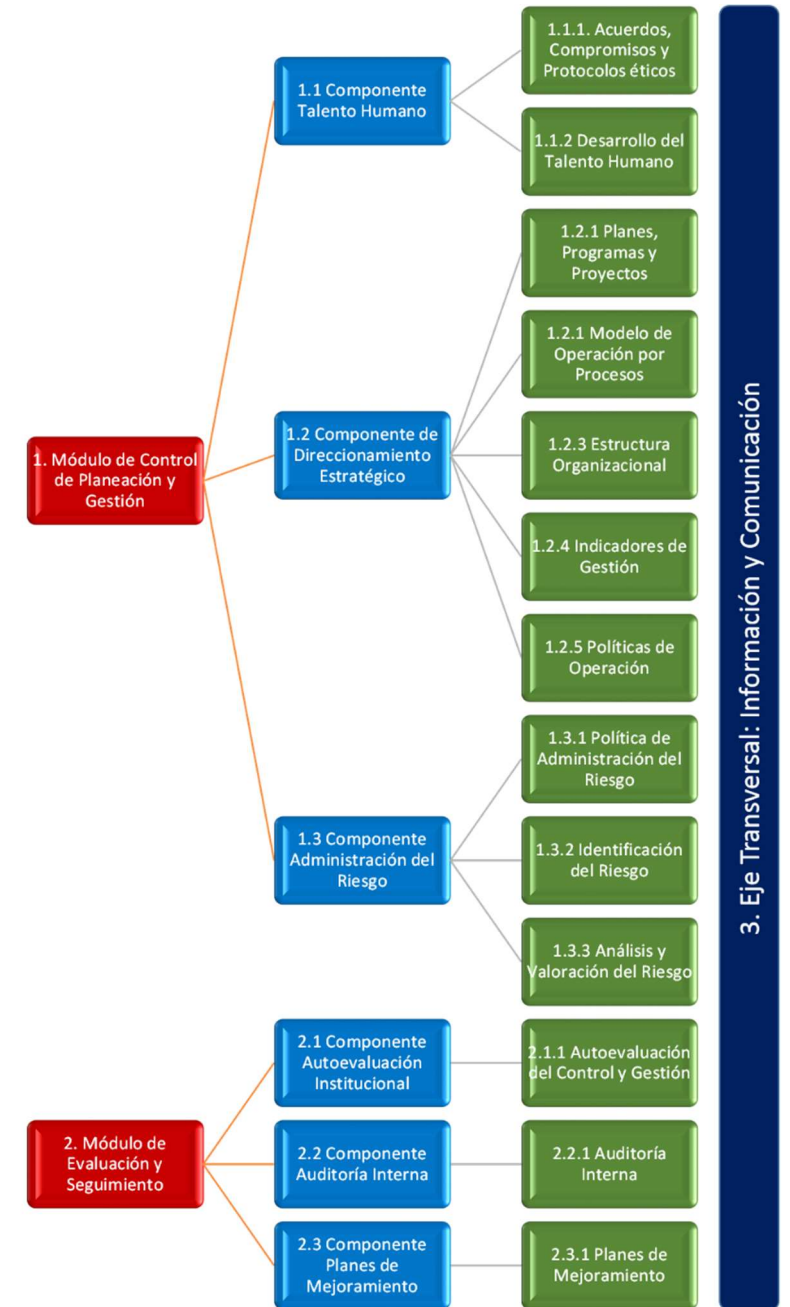 1. Módulo de Control
de Planeación y
Gestión
1.1 Componente
Talento Humano
1.1.1. Acuerdos,
Compromisos y
Protocolos éticos
1.1.2 Desarrollo del
Talento Humano
1.2 Componente de
Direccionamiento
Estratégico
1.2.1 Planes,
Programas y
Proyectos
1.2.1 Modelo de
Operación por
Procesos
1.2.3 Estructura
Organizacional
1.2.4 Indicadores de
Gestión
1.2.5 Políticas de
Operación
1.3 Componente
Administración del
Riesgo
1.3.1 Política de
Administración del
Riesgo
1.3.2 Identificación
del Riesgo
1.3.3 Análisis y
Valoración del Riesgo
2. Módulo de
Evaluación y
Seguimiento
2.1 Componente
Autoevaluación
Institucional
2.1.1 Autoevaluación
del Control y Gestión
2.2 Componente
Auditoría Interna
2.2.1 Auditoría
Interna
2.3 Componente
Planes de
Mejoramiento
2.3.1 Planes de
Mejoramiento
3. Eje Transversal: Información y Comunicación